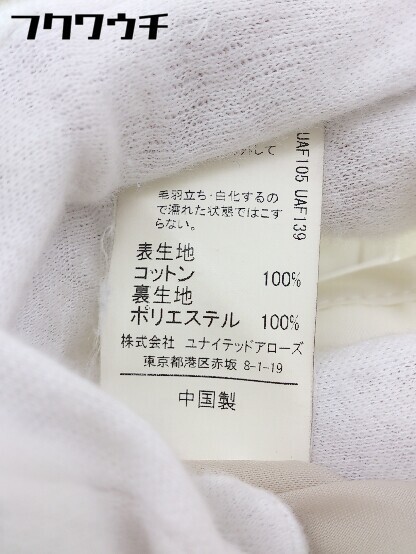 フクワウチ
して
UAF105 UAF139
毛羽立ち・白化するの
で濡れた状態ではこす
らない。
表生地
コットン 100%
裏生地
ポリエステル 100%
株式会社 ユナイテッドアローズ
東京都港区赤坂 8-1-19
中国製